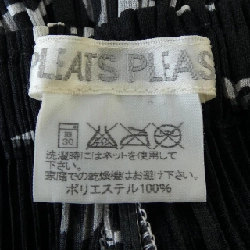 PLEATS PLEAS
洗濯時にはネットを使用して
下さい。
家庭での乾燥機はお避け下さい。
ポリエステル100%